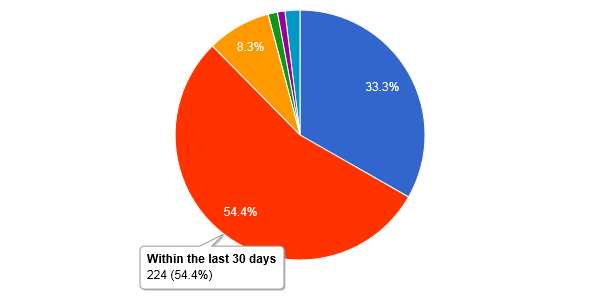 8.3%
33.3%
54.4%
Within the last 30 days
224 (54.4%)